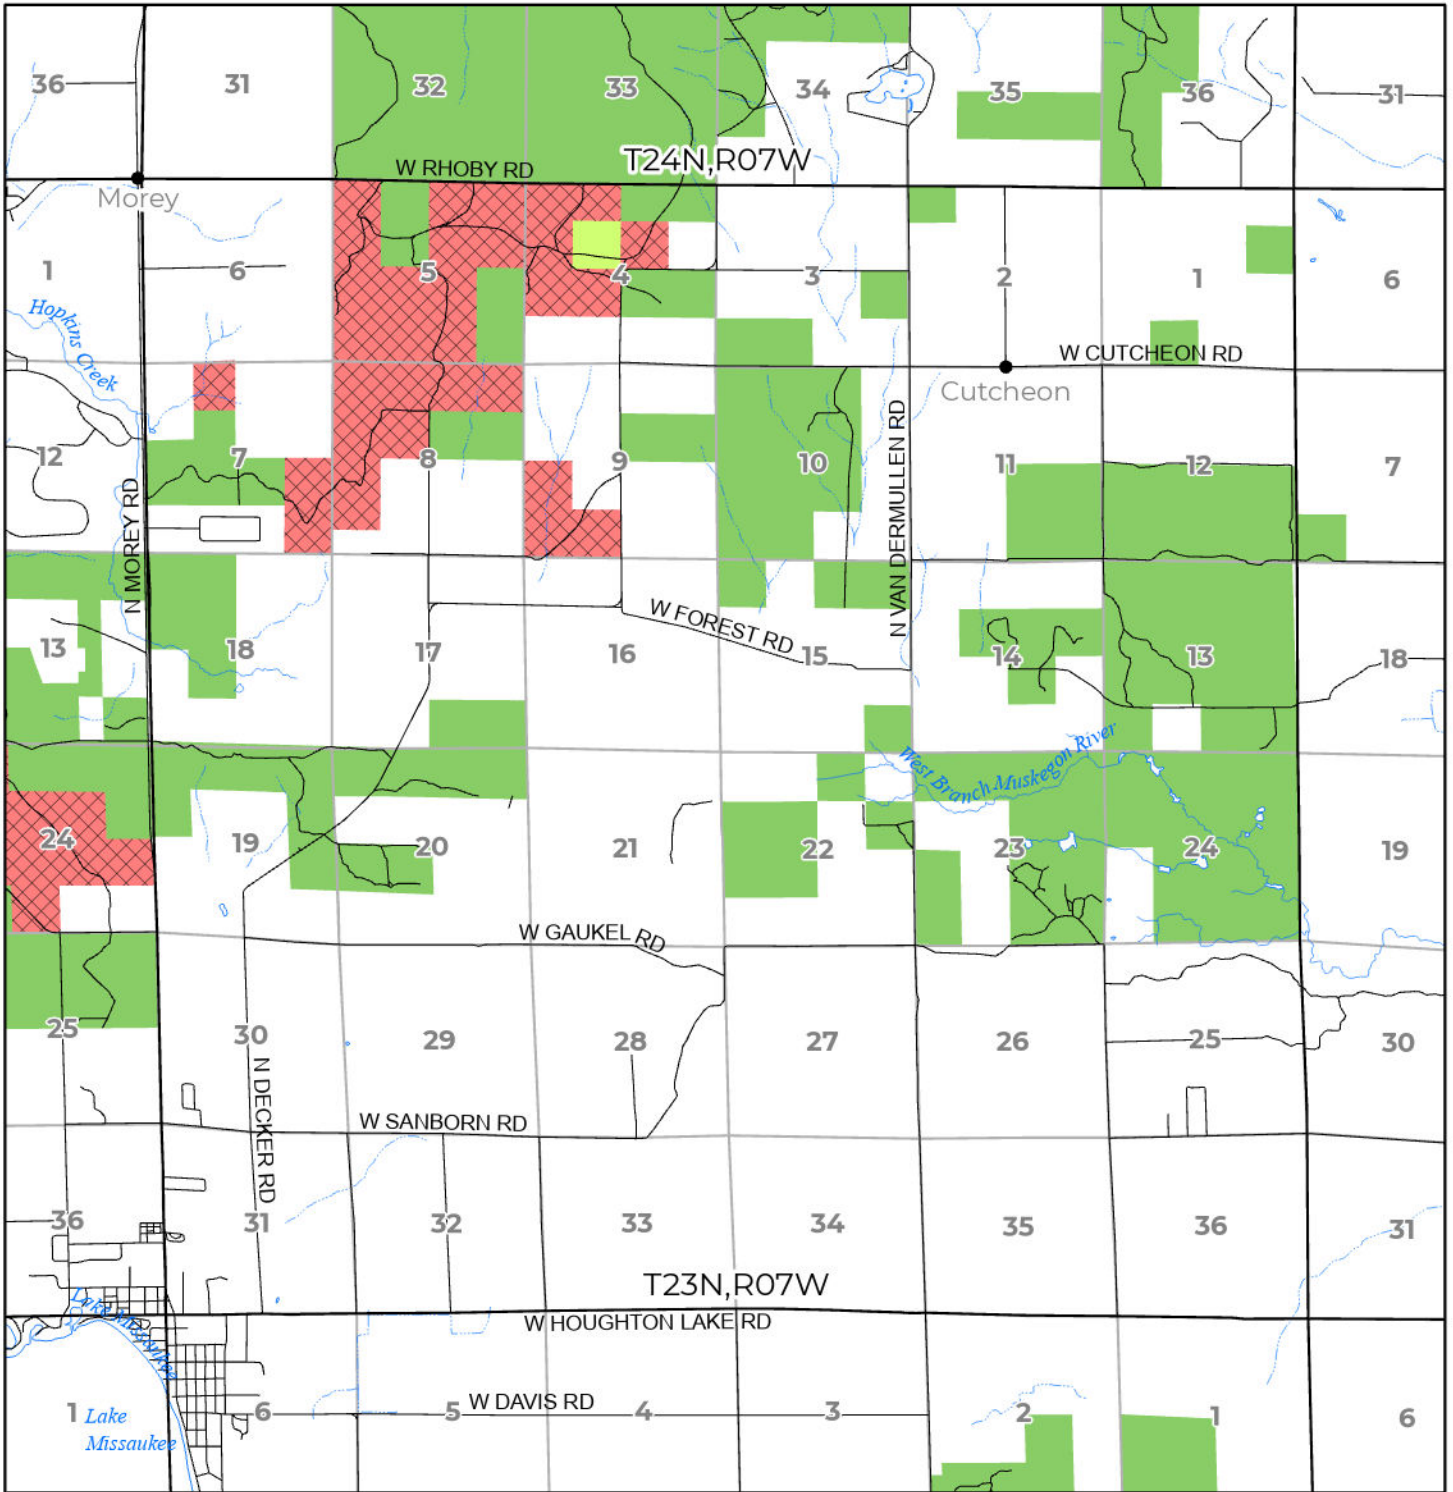 36 31 32 33 34 35 36 31
T24N,R07W
W RHOBY RD
Morey
1 6 5 4 3 2 1 6
Hopkins Creek
W CUTCHEON RD
Cutcheon
12 7 8 9 10 11 12 7
N MOREY RD
N VAN DERMULLEN RD
W FOREST RD
13 18 17 16 15 14 13 18
West Branch Muskegon River
24 19 20 21 22 23 24 19
W GAUKEL RD
25 30 29 28 27 26 25 30
N DECKER RD
W SANBORN RD
36 31 32 33 34 35 36 31
T23N,R07W
Lake Missaukee
W HOUGHTON LAKE RD
W DAVIS RD
1 6 5 4 3 2 1 6
Lake
Missaukee